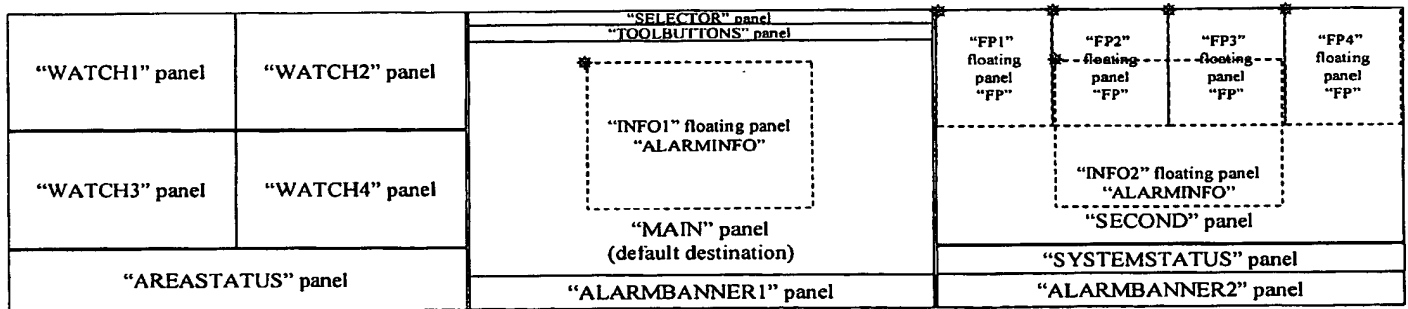 “WATCH1” panel
“WATCH2” panel
“WATCH3” panel
“WATCH4” panel
“AREASTATUS” panel
“SELECTOR” panel
“TOOLBUTTONS” panel
“INFO1” floating panel
“ALARMINFO”
“MAIN” panel
(default destination)
“ALARMBANNER1” panel
“FP1”
floating
panel
“FP”
“FP2”
floating
panel
“FP”
“FP3”
floating
panel
“FP”
“FP4”
floating
panel
“FP”
“INFO2” floating panel
“ALARMINFO”
“SECOND” panel
“SYSTEMSTATUS” panel
“ALARMBANNER2” panel